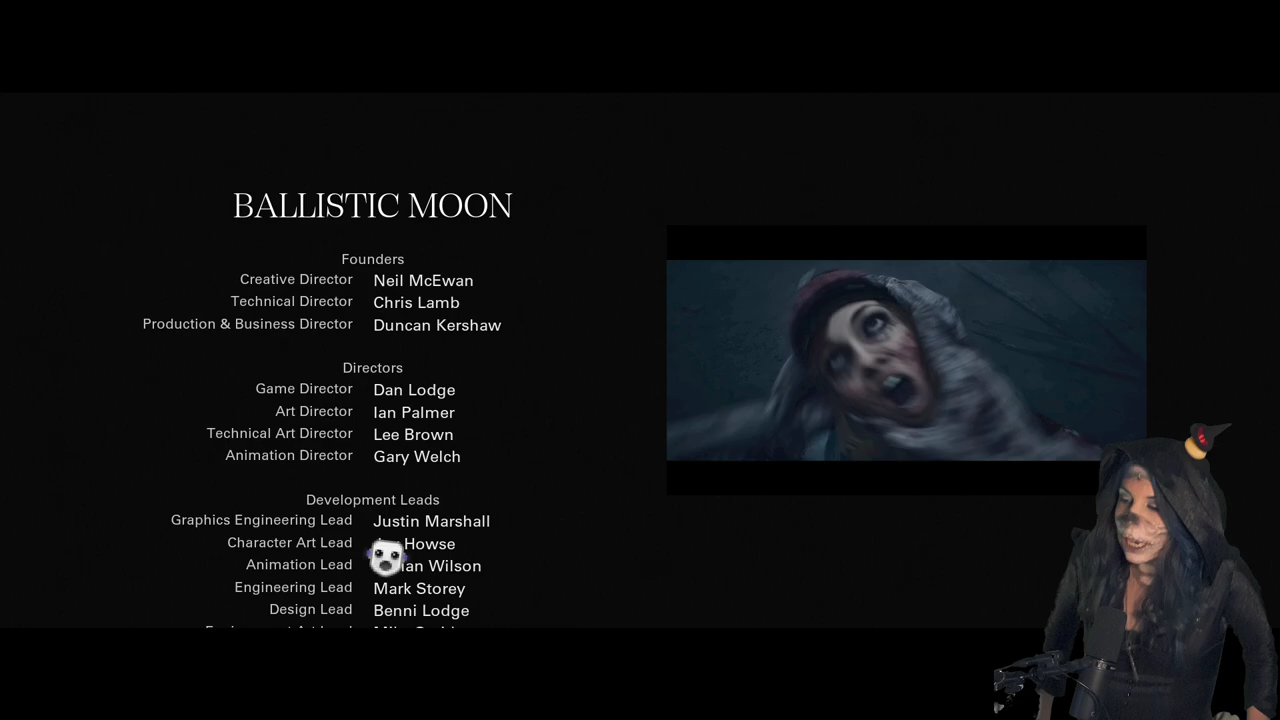 BALLISTIC MOON
Founders
Creative Director Neil McEwan
Technical Director Chris Lamb
Production & Business Director Duncan Kershaw
Directors
Game Director Dan Lodge
Art Director Ian Palmer
Technical Art Director Lee Brown
Animation Director Gary Welch
Development Leads
Graphics Engineering Lead Justin Marshall
Character Art Lead Howse
Animation Lead Wilson
Engineering Lead Mark Storey
Design Lead Benni Lodge